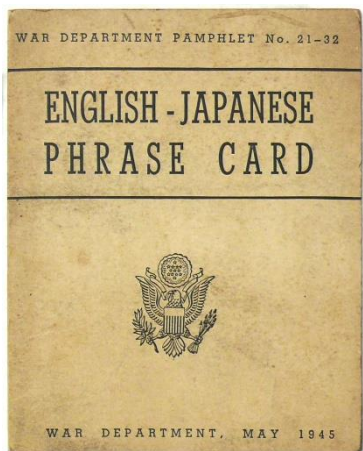 WAR DEPARTMENT PAMPHLET No. 21-32
ENGLISH - JAPANESE
PHRASE CARD
WAR DEPARTMENT, MAY 1945